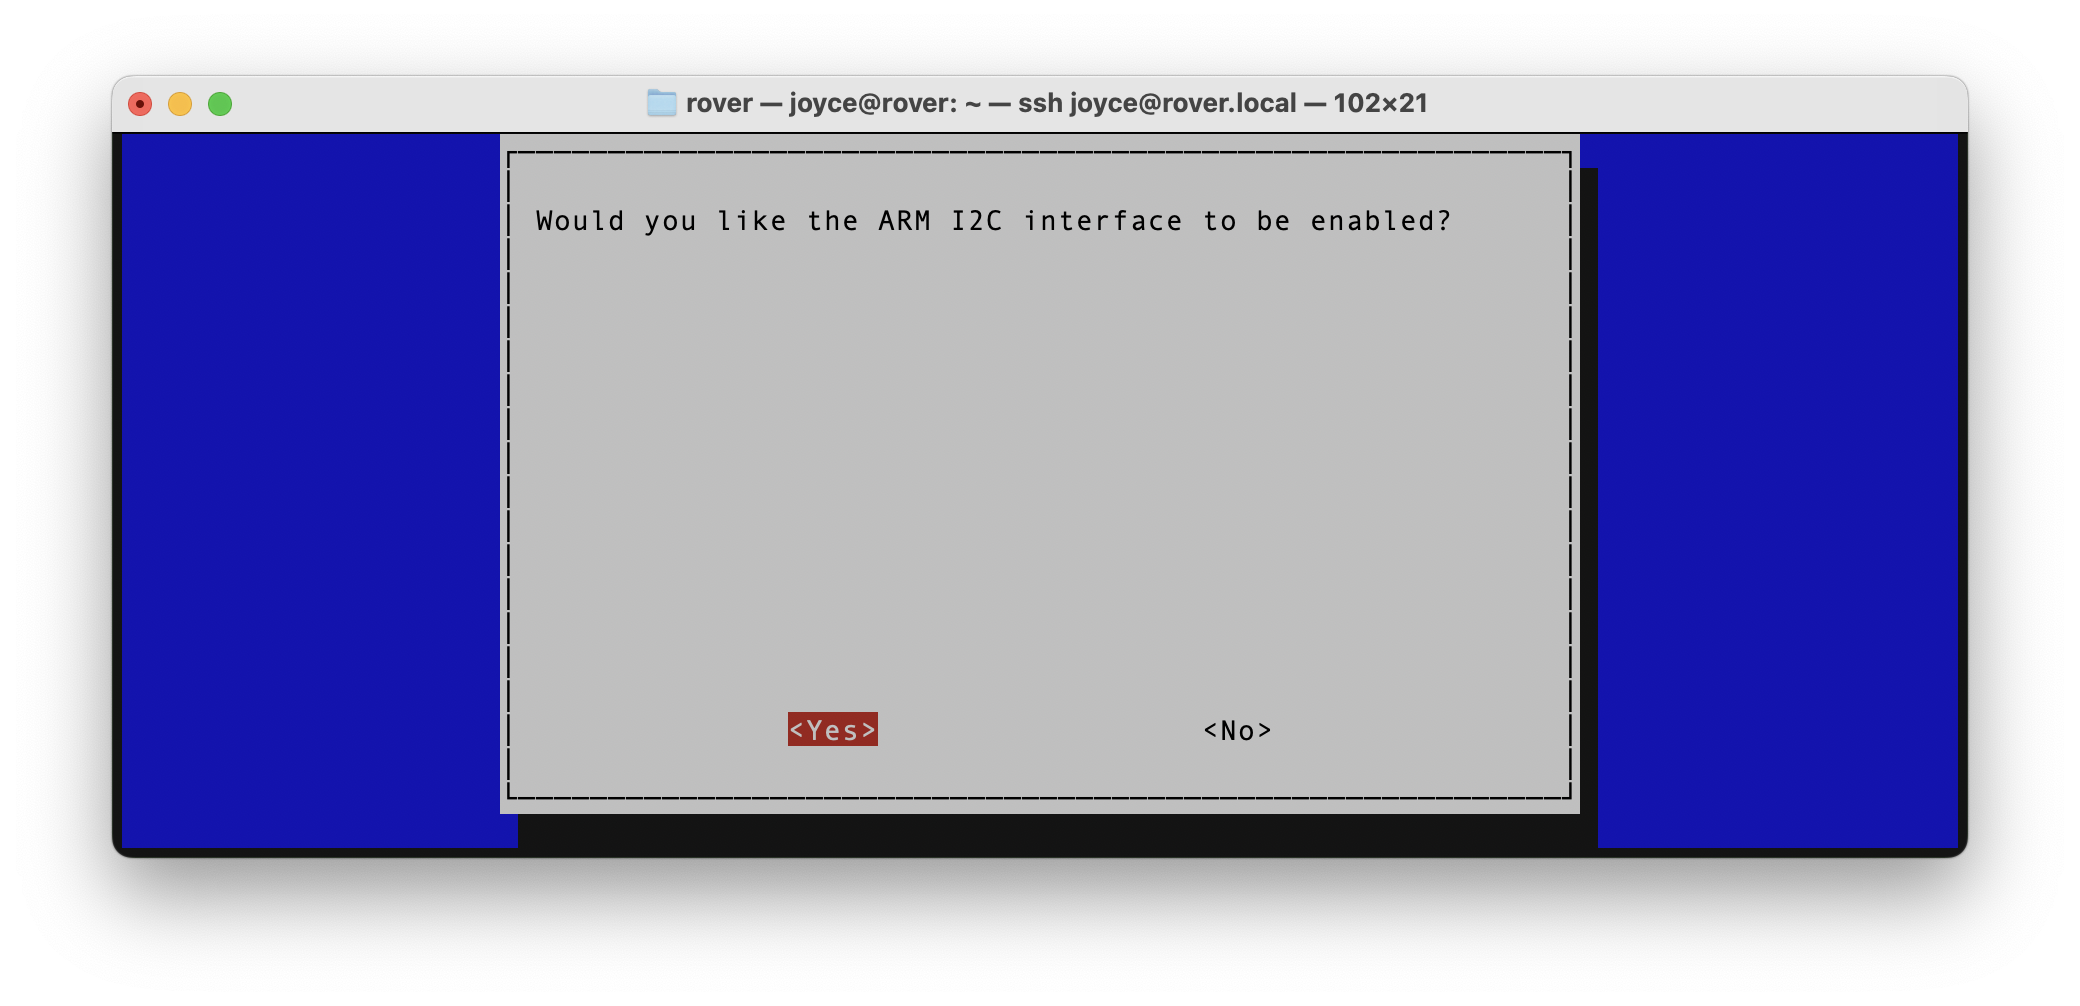 rover — joyce@rover: ~ — ssh joyce@rover.local — 102×21
Would you like the ARM I2C interface to be enabled?
<Yes> <No>